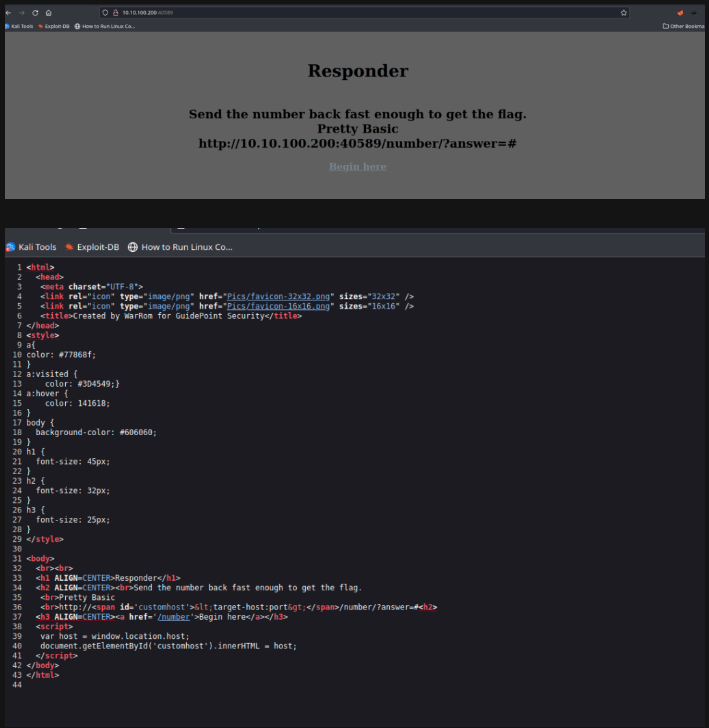 10.10.100.200:40589
Kali Tools Exploit-DB How to Run Linux Co... Other Bookma
Responder
Send the number back fast enough to get the flag.
Pretty Basic
http://10.10.100.200:40589/number/?answer=#
Begin here
Kali Tools Exploit-DB How to Run Linux Co...
1 <html>
2 <head>
3 <meta charset="UTF-8">
4 <link rel="icon" type="image/png" href="Pics/favicon-32x32.png" sizes="32x32" />
5 <link rel="icon" type="image/png" href="Pics/favicon-16x16.png" sizes="16x16" />
6 <title>Created by WarRom for GuidePoint Security</title>
7 </head>
8 <style>
9 a{
10 color: #77868f;
11 }
12 a:visited {
13 color: #3D4549;}
14 a:hover {
15 color: 141618;
16 }
17 body {
18 background-color: #606060;
19 }
20 h1 {
21 font-size: 45px;
22 }
23 h2 {
24 font-size: 32px;
25 }
26 h3 {
27 font-size: 25px;
28 }
29 </style>
30
31 <body>
32 <br><br>
33 <h1 ALIGN=CENTER>Responder</h1>
34 <h2 ALIGN=CENTER><br>Send the number back fast enough to get the flag.
35 <br>Pretty Basic
36 <br>http://<span id='customhost'>&lt;target-host:port&gt;</span>/number/?answer=#<h2>
37 <h3 ALIGN=CENTER><a href='/number'>Begin here</a></h3>
38 <script>
39 var host = window.location.host;
40 document.getElementById('customhost').innerHTML = host;
41 </script>
42 </body>
43 </html>
44